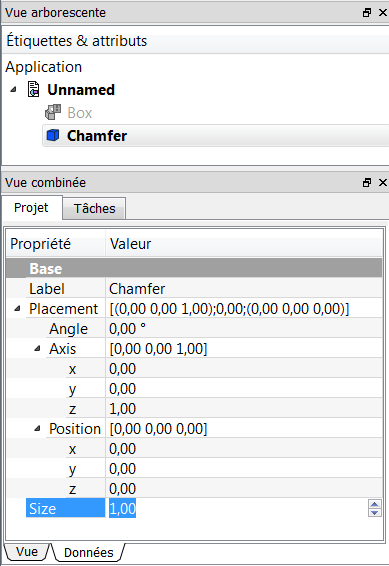 Vue arborescente
Étiquettes & attributs
Application
Unnamed
Box
Chamfer
Vue combinée
Projet Tâches
Propriété Valeur
Base
Label Chamfer
Placement [(0,00 0,00 1,00);0,00;(0,00 0,00 0,00)]
Angle 0,00 °
Axis [0,00 0,00 1,00]
x 0,00
y 0,00
z 1,00
Position [0,00 0,00 0,00]
x 0,00
y 0,00
z 0,00
Size 1,00
Vue Données